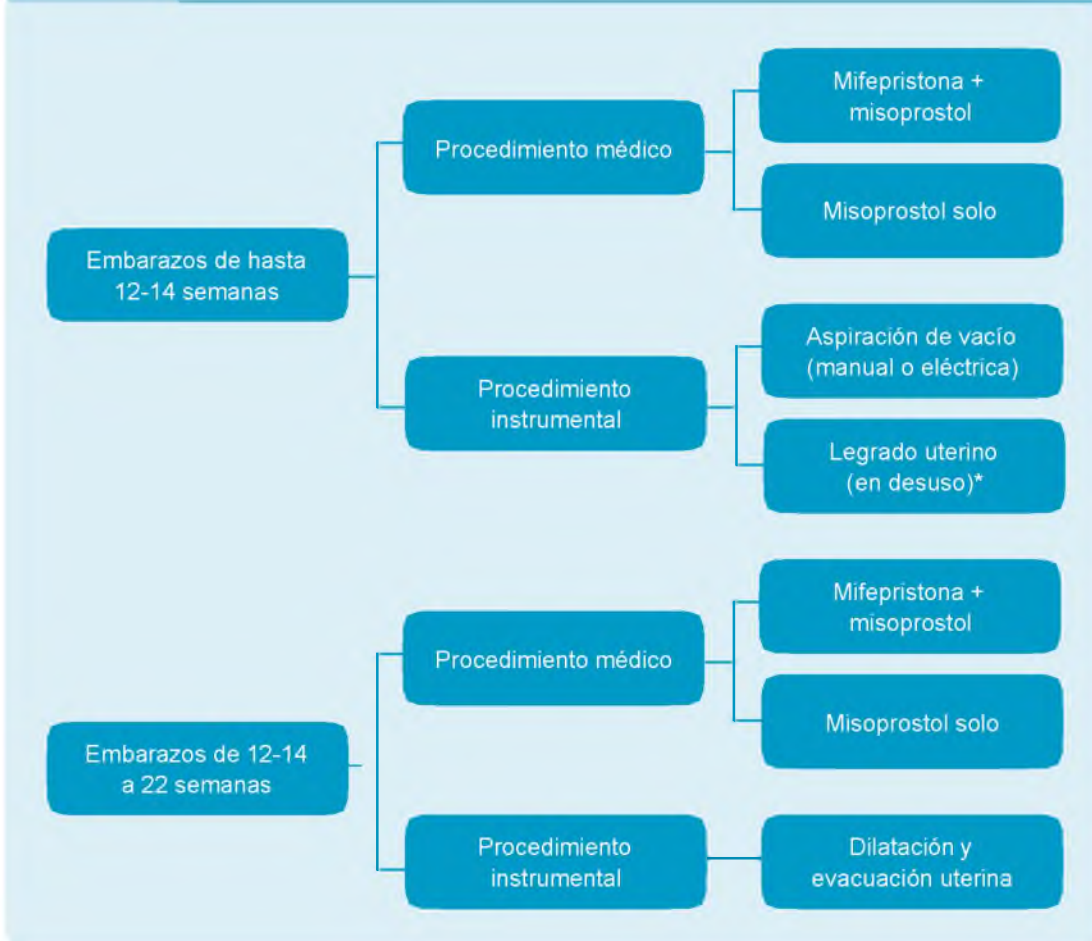 Embarazos de hasta
12-14 semanas
Procedimiento médico
Mifepristona +
misoprostol
Misoprostol solo
Procedimiento
instrumental
Aspiración de vacío
(manual o eléctrica)
Legrado uterino
(en desuso)*
Embarazos de 12-14
a 22 semanas
Procedimiento médico
Mifepristona +
misoprostol
Misoprostol solo
Procedimiento
instrumental
Dilatación y
evacuación uterina